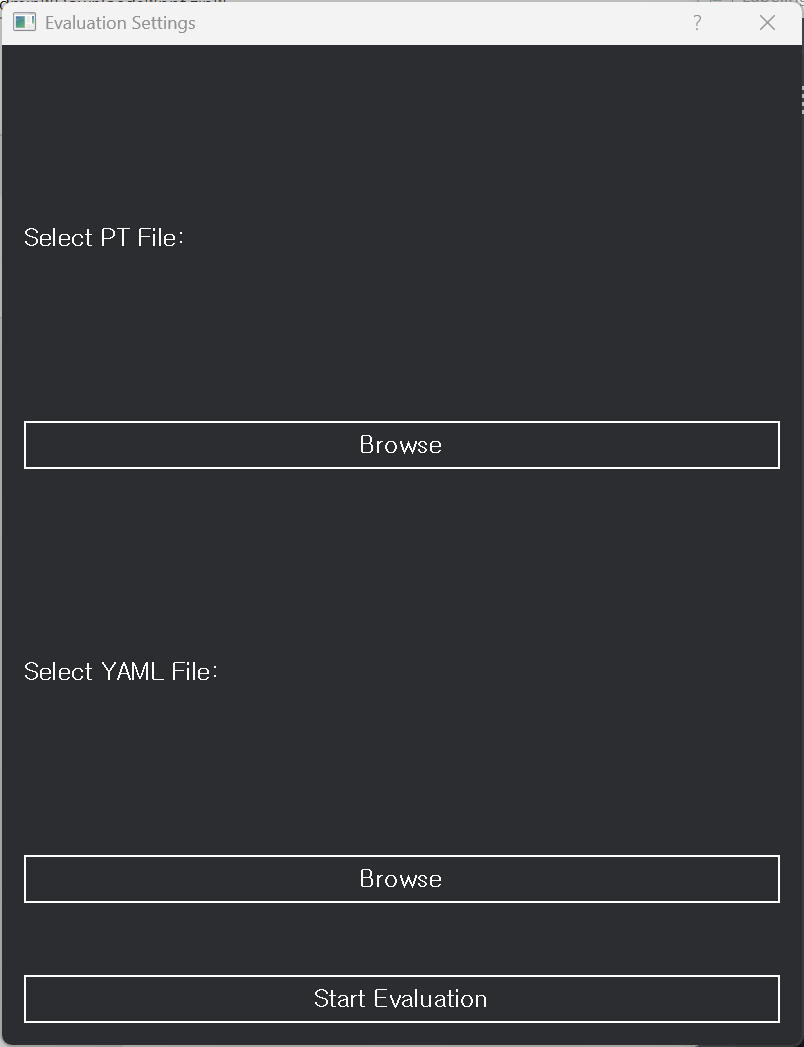 Evaluation Settings
?
Select PT File:
Browse
Select YAML File:
Browse
Start Evaluation